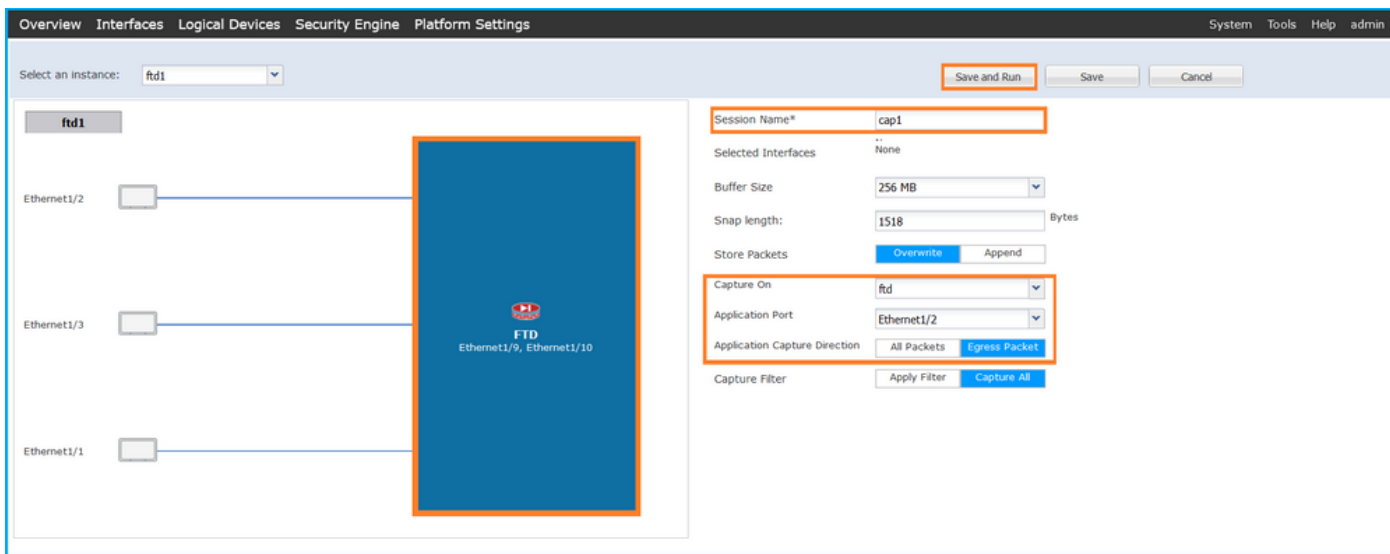 Overview Interfaces Logical Devices Security Engine Platform Settings System Tools Help admin
Select an instance: ftd1 Save and Run Save Cancel
ftd1
Ethernet1/2
Ethernet1/3
Ethernet1/1
FTD
Ethernet1/9, Ethernet1/10
Session Name* cap1
Selected Interfaces None
Buffer Size 256 MB
Snap length: 1518 Bytes
Store Packets Overwrite Append
Capture On ftd
Application Port Ethernet1/2
Application Capture Direction All Packets Egress Packet
Capture Filter Apply Filter Capture All